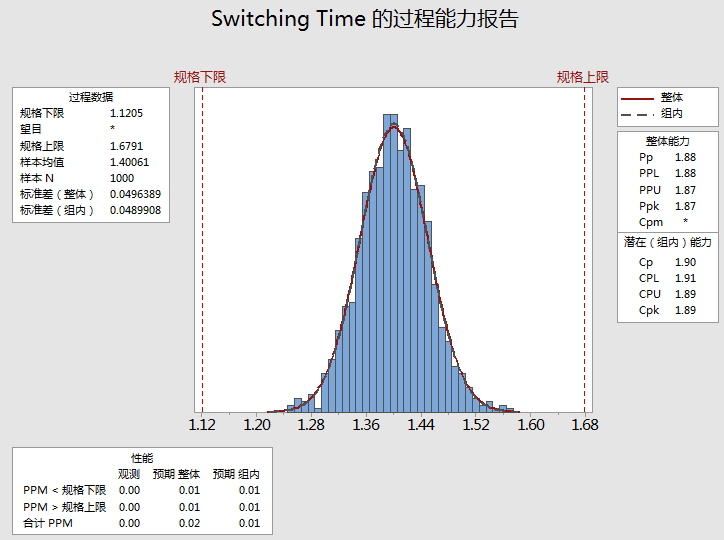 Switching Time 的过程能力报告
规格下限
规格上限
过程数据
规格下限 1.1205
望目 *
规格上限 1.6791
样本均值 1.40061
样本 N 1000
标准差（整体） 0.0496389
标准差（组内） 0.0489908
整体
组内
整体能力
Pp 1.88
PPL 1.88
PPU 1.87
Ppk 1.87
Cpm *
潜在（组内）能力
Cp 1.90
CPL 1.91
CPU 1.89
Cpk 1.89
1.12 1.20 1.28 1.36 1.44 1.52 1.60 1.68
性能
观测 预期 整体 预期 组内
PPM < 规格下限 0.00 0.01 0.01
PPM > 规格上限 0.00 0.01 0.01
合计 PPM 0.00 0.02 0.01